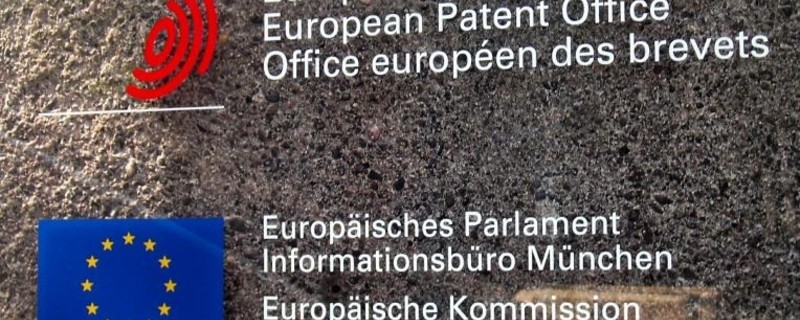 European Patent Office
Office européen des brevets
Europäisches Parlament
Informationsbüro München
Europäische Kommission